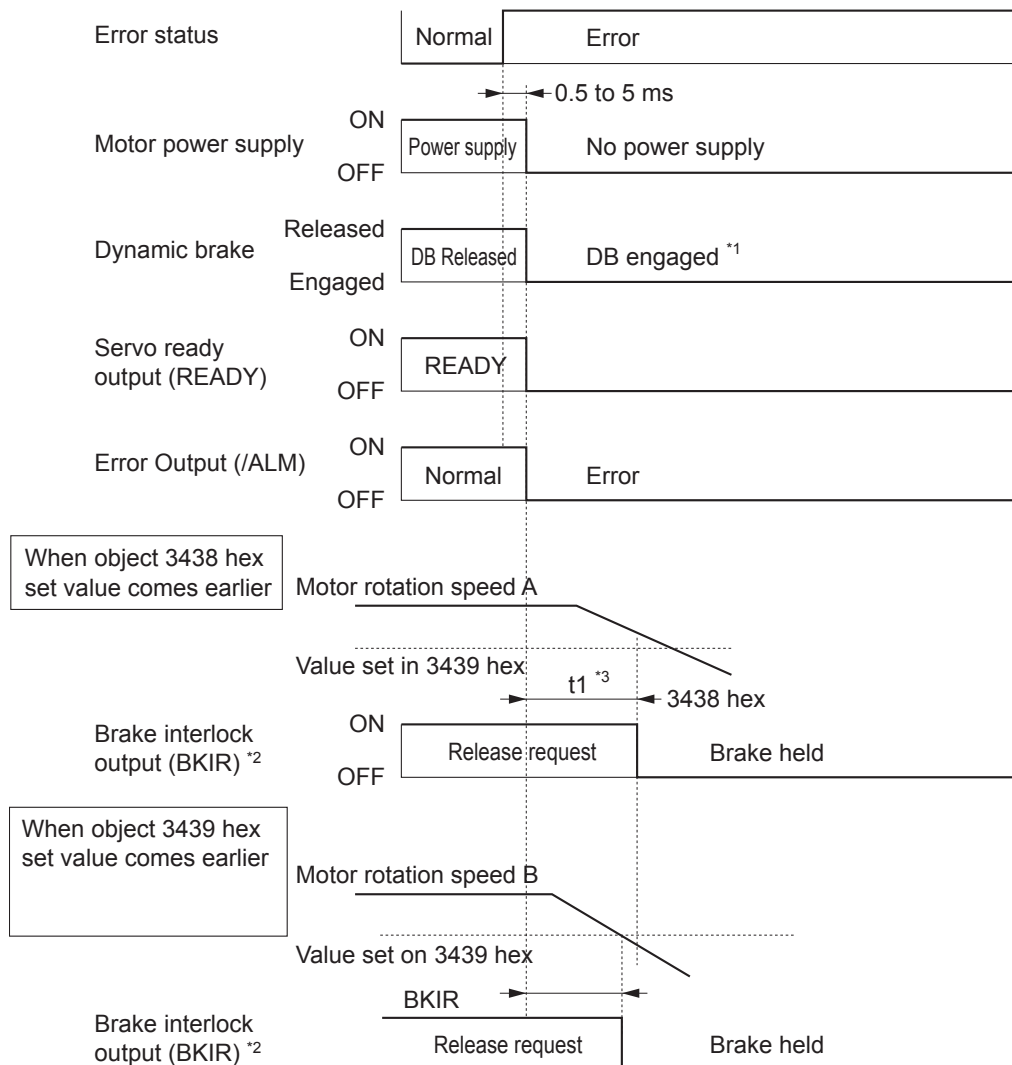 Error status
Normal
Error
0.5 to 5 ms
Motor power supply
ON
OFF
Power supply
No power supply
Dynamic brake
Released
Engaged
DB Released
DB engaged *1
Servo ready
output (READY)
ON
OFF
READY
Error Output (/ALM)
ON
OFF
Normal
Error
When object 3438 hex
set value comes earlier
Motor rotation speed A
Value set in 3439 hex
t1 *3
3438 hex
Brake interlock
output (BKIR) *2
ON
OFF
Release request
Brake held
When object 3439 hex
set value comes earlier
Motor rotation speed B
Value set on 3439 hex
BKIR
Brake interlock
output (BKIR) *2
Release request
Brake held